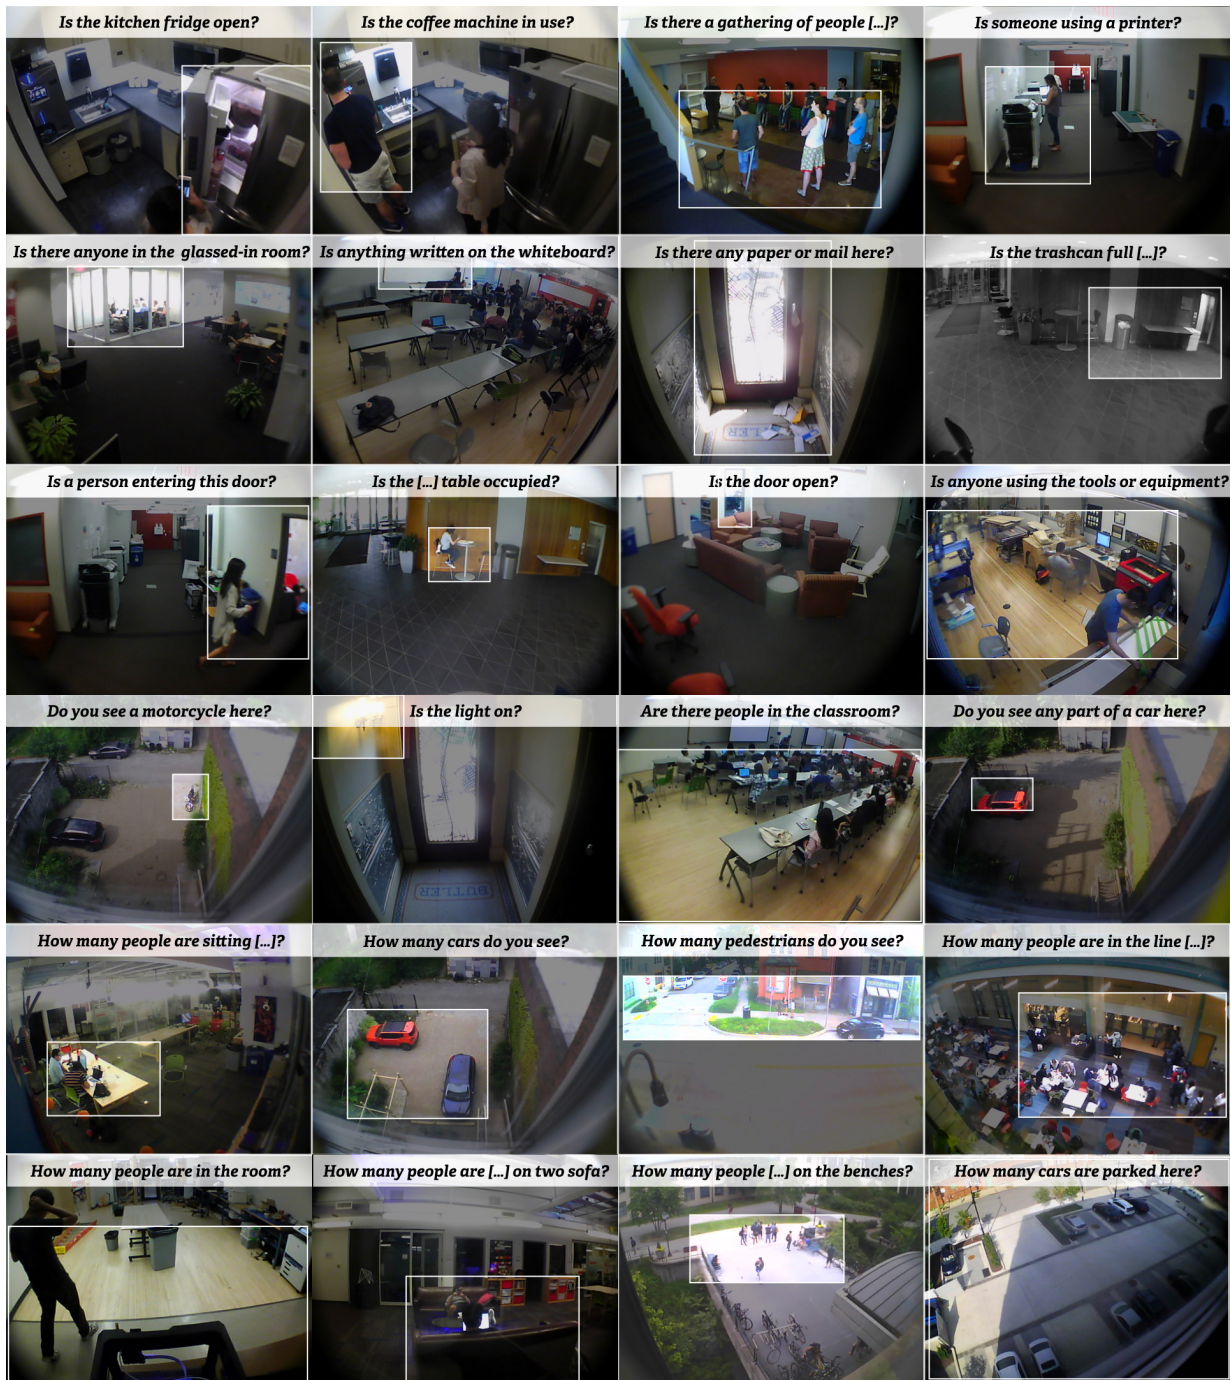 Is the kitchen fridge open?
Is the coffee machine in use?
Is there a gathering of people [...]?
Is someone using a printer?
Is there anyone in the glassed-in room?
Is anything written on the whiteboard?
Is there any paper or mail here?
Is the trashcan full [...]?
BUTLER
Is a person entering this door?
Is the [...] table occupied?
Is the door open?
Is anyone using the tools or equipment?
Do you see a motorcycle here?
Is the light on?
Are there people in the classroom?
Do you see any part of a car here?
BUTLER
How many people are sitting [...]?
How many cars do you see?
How many pedestrians do you see?
How many people are in the line [...]?
How many people are in the room?
How many people are [...] on two sofa?
How many people [...] on the benches?
How many cars are parked here?